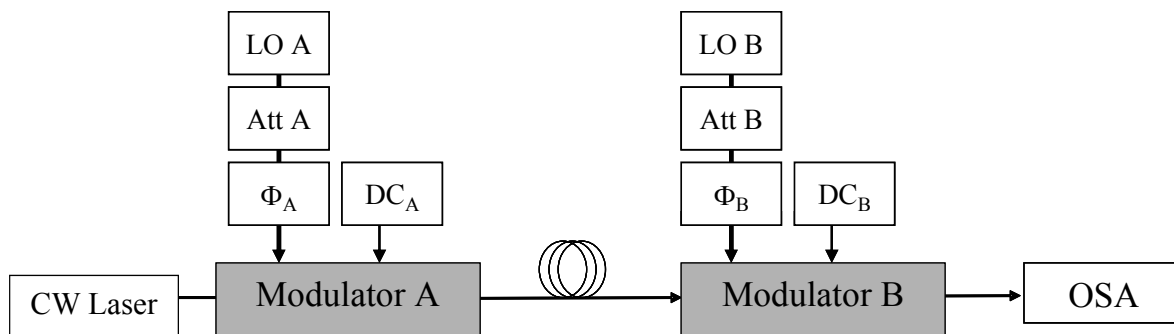 LO A
LO B
Att A
Att B
Φ_A
DC_A
Φ_B
DC_B
CW Laser
Modulator A
Modulator B
OSA